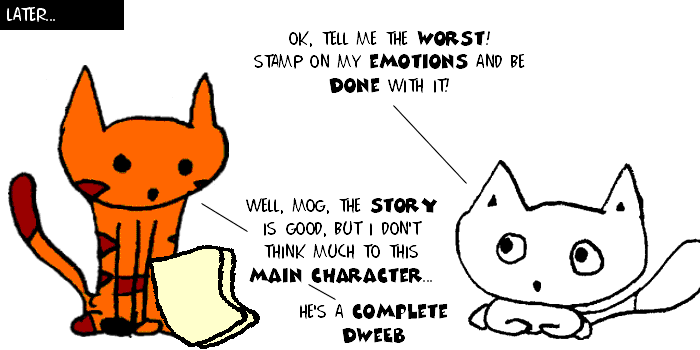 LATER...
OK, TELL ME THE WORST!
STAMP ON MY EMOTIONS AND BE
DONE WITH IT!
WELL, MOG, THE STORY
IS GOOD, BUT I DON'T
THINK MUCH TO THIS
MAIN CHARACTER...
HE'S A COMPLETE
DWEEB